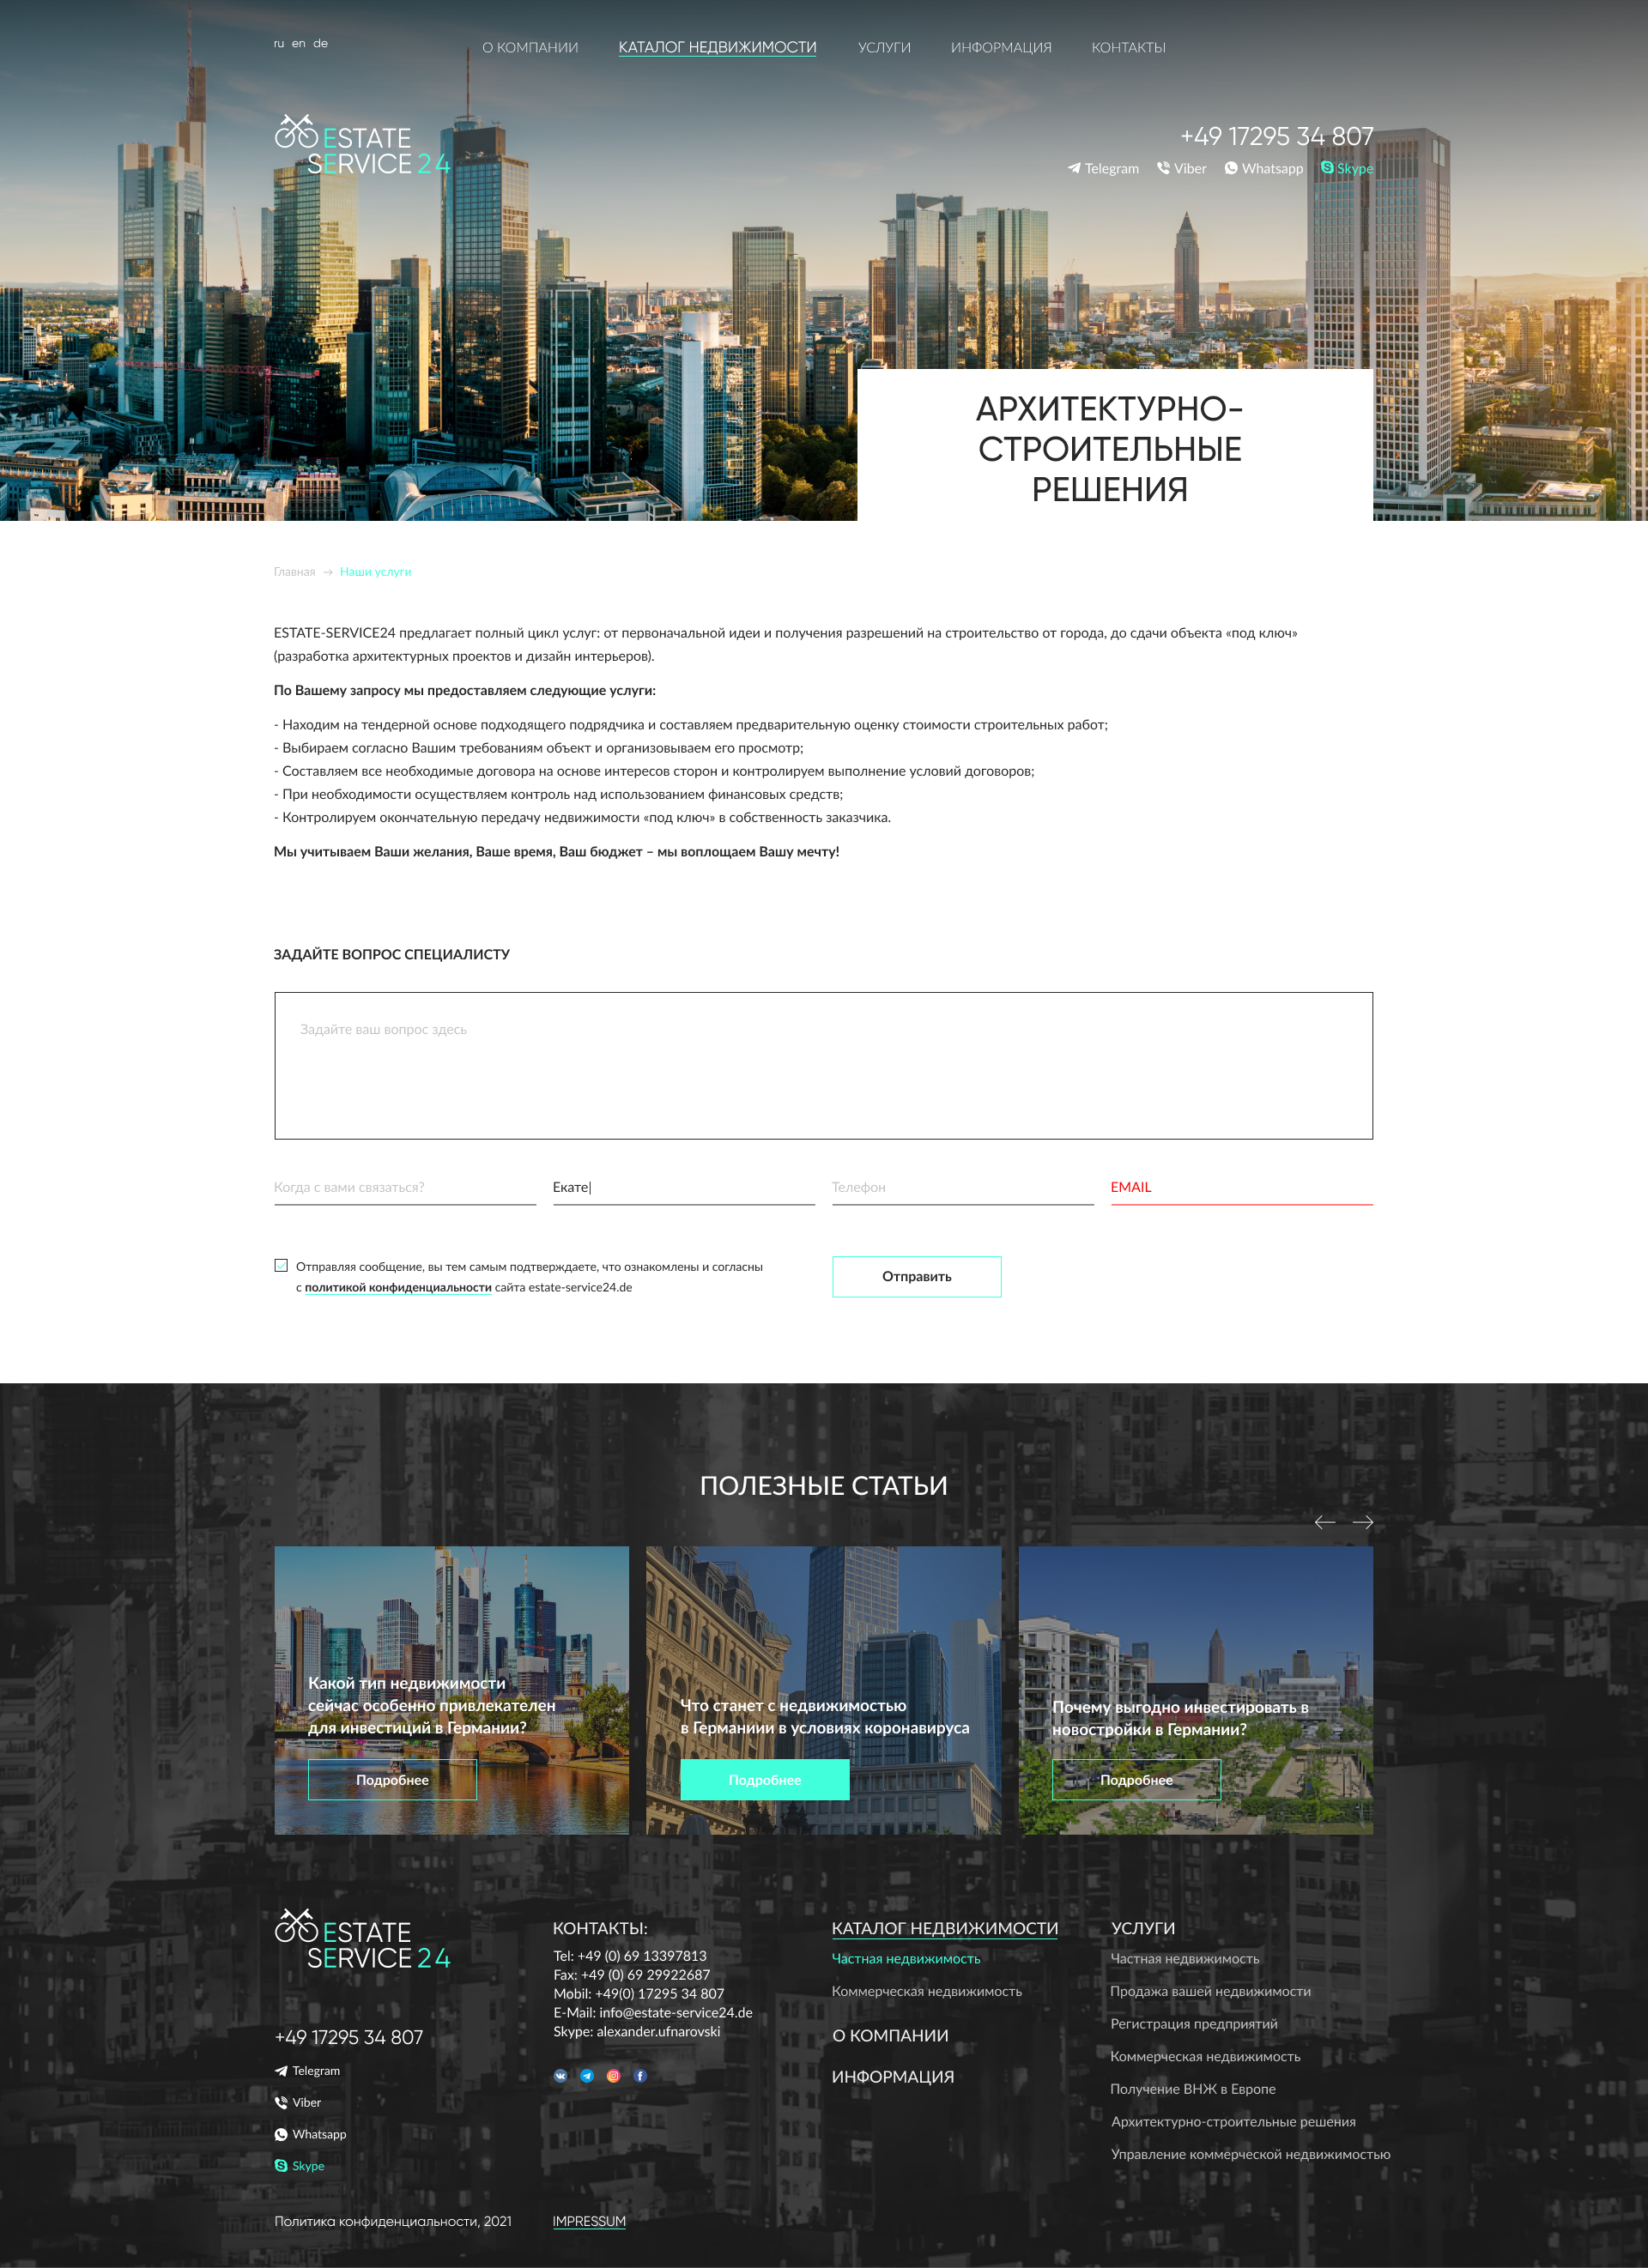 ru en de
О КОМПАНИИ
КАТАЛОГ НЕДВИЖИМОСТИ
УСЛУГИ
ИНФОРМАЦИЯ
КОНТАКТЫ
ESTATE
SERVICE 24
+49 17295 34 807
Telegram
Viber
Whatsapp
Skype
АРХИТЕКТУРНО-
СТРОИТЕЛЬНЫЕ
РЕШЕНИЯ
Главная → Наши услуги
ESTATE-SERVICE24 предлагает полный цикл услуг: от первоначальной идеи и получения разрешений на строительство от города, до сдачи объекта «под ключ»
(разработка архитектурных проектов и дизайн интерьеров).
По Вашему запросу мы предоставляем следующие услуги:
- Находим на тендерной основе подходящего подрядчика и составляем предварительную оценку стоимости строительных работ;
- Выбираем согласно Вашим требованиям объект и организовываем его просмотр;
- Составляем все необходимые договора на основе интересов сторон и контролируем выполнение условий договоров;
- При необходимости осуществляем контроль над использованием финансовых средств;
- Контролируем окончательную передачу недвижимости «под ключ» в собственность заказчика.
Мы учитываем Ваши желания, Ваше время, Ваш бюджет – мы воплощаем Вашу мечту!
ЗАДАЙТЕ ВОПРОС СПЕЦИАЛИСТУ
Задайте ваш вопрос здесь
Когда с вами связаться?
Екате|
Телефон
EMAIL
Отправляя сообщение, вы тем самым подтверждаете, что ознакомлены и согласны
с политикой конфиденциальности сайта estate-service24.de
Отправить
ПОЛЕЗНЫЕ СТАТЬИ
Какой тип недвижимости
сейчас особенно привлекателен
для инвестиций в Германии?
Подробнее
Что станет с недвижимостью
в Германиии в условиях коронавируса
Подробнее
Почему выгодно инвестировать в
новостройки в Германии?
Подробнее
ESTATE
SERVICE 24
+49 17295 34 807
Telegram
Viber
Whatsapp
Skype
КОНТАКТЫ:
Tel: +49 (0) 69 13397813
Fax: +49 (0) 69 29922687
Mobil: +49(0) 17295 34 807
E-Mail: info@estate-service24.de
Skype: alexander.ufnarovski
КАТАЛОГ НЕДВИЖИМОСТИ
Частная недвижимость
Коммерческая недвижимость
О КОМПАНИИ
ИНФОРМАЦИЯ
УСЛУГИ
Частная недвижимость
Продажа вашей недвижимости
Регистрация предприятий
Коммерческая недвижимость
Получение ВНЖ в Европе
Архитектурно-строительные решения
Управление коммерческой недвижимостью
Политика конфиденциальности, 2021
IMPRESSUM